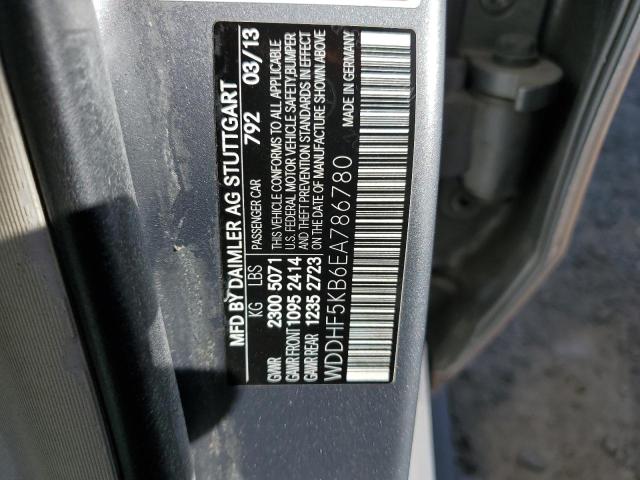 MFD BY DAIMLER AG STUTTGART
PASSENGER CAR 792 03/13
KG LBS
THIS VEHICLE CONFORMS TO ALL APPLICABLE
U.S. FEDERAL MOTOR VEHICLE SAFETY, BUMPER
AND THEFT PREVENTION STANDARDS IN EFFECT
ON THE DATE OF MANUFACTURE SHOWN ABOVE
GVWR 2300 5071
GAWR FRONT 1095 2414
GAWR REAR 1235 2723
MADE IN GERMANY
WDDHF5KB6EA786780